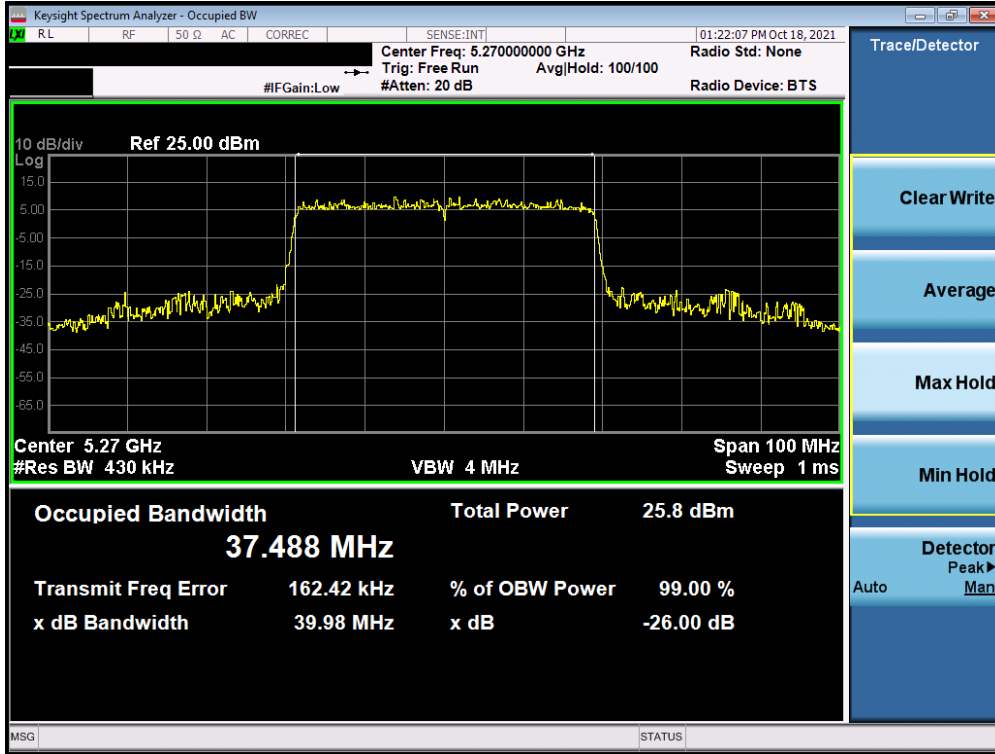 Keysight Spectrum Analyzer - Occupied BW
LXI RL RF 50 Ω AC CORREC SENSE:INT 01:22:07 PM Oct 18, 2021
Center Freq: 5.270000000 GHz Radio Std: None
Trig: Free Run Avg|Hold: 100/100
#IFGain:Low #Atten: 20 dB Radio Device: BTS
10 dB/div Ref 25.00 dBm
Log
15.0
5.00
-5.00
-15.0
-25.0
-35.0
-45.0
-55.0
-65.0
Center 5.27 GHz Span 100 MHz
#Res BW 430 kHz VBW 4 MHz Sweep 1 ms
Occupied Bandwidth Total Power 25.8 dBm
37.488 MHz
Transmit Freq Error 162.42 kHz % of OBW Power 99.00 %
x dB Bandwidth 39.98 MHz x dB -26.00 dB
MSG STATUS
Trace/Detector
Clear Write
Average
Max Hold
Min Hold
Detector
Peak▶
Auto Man